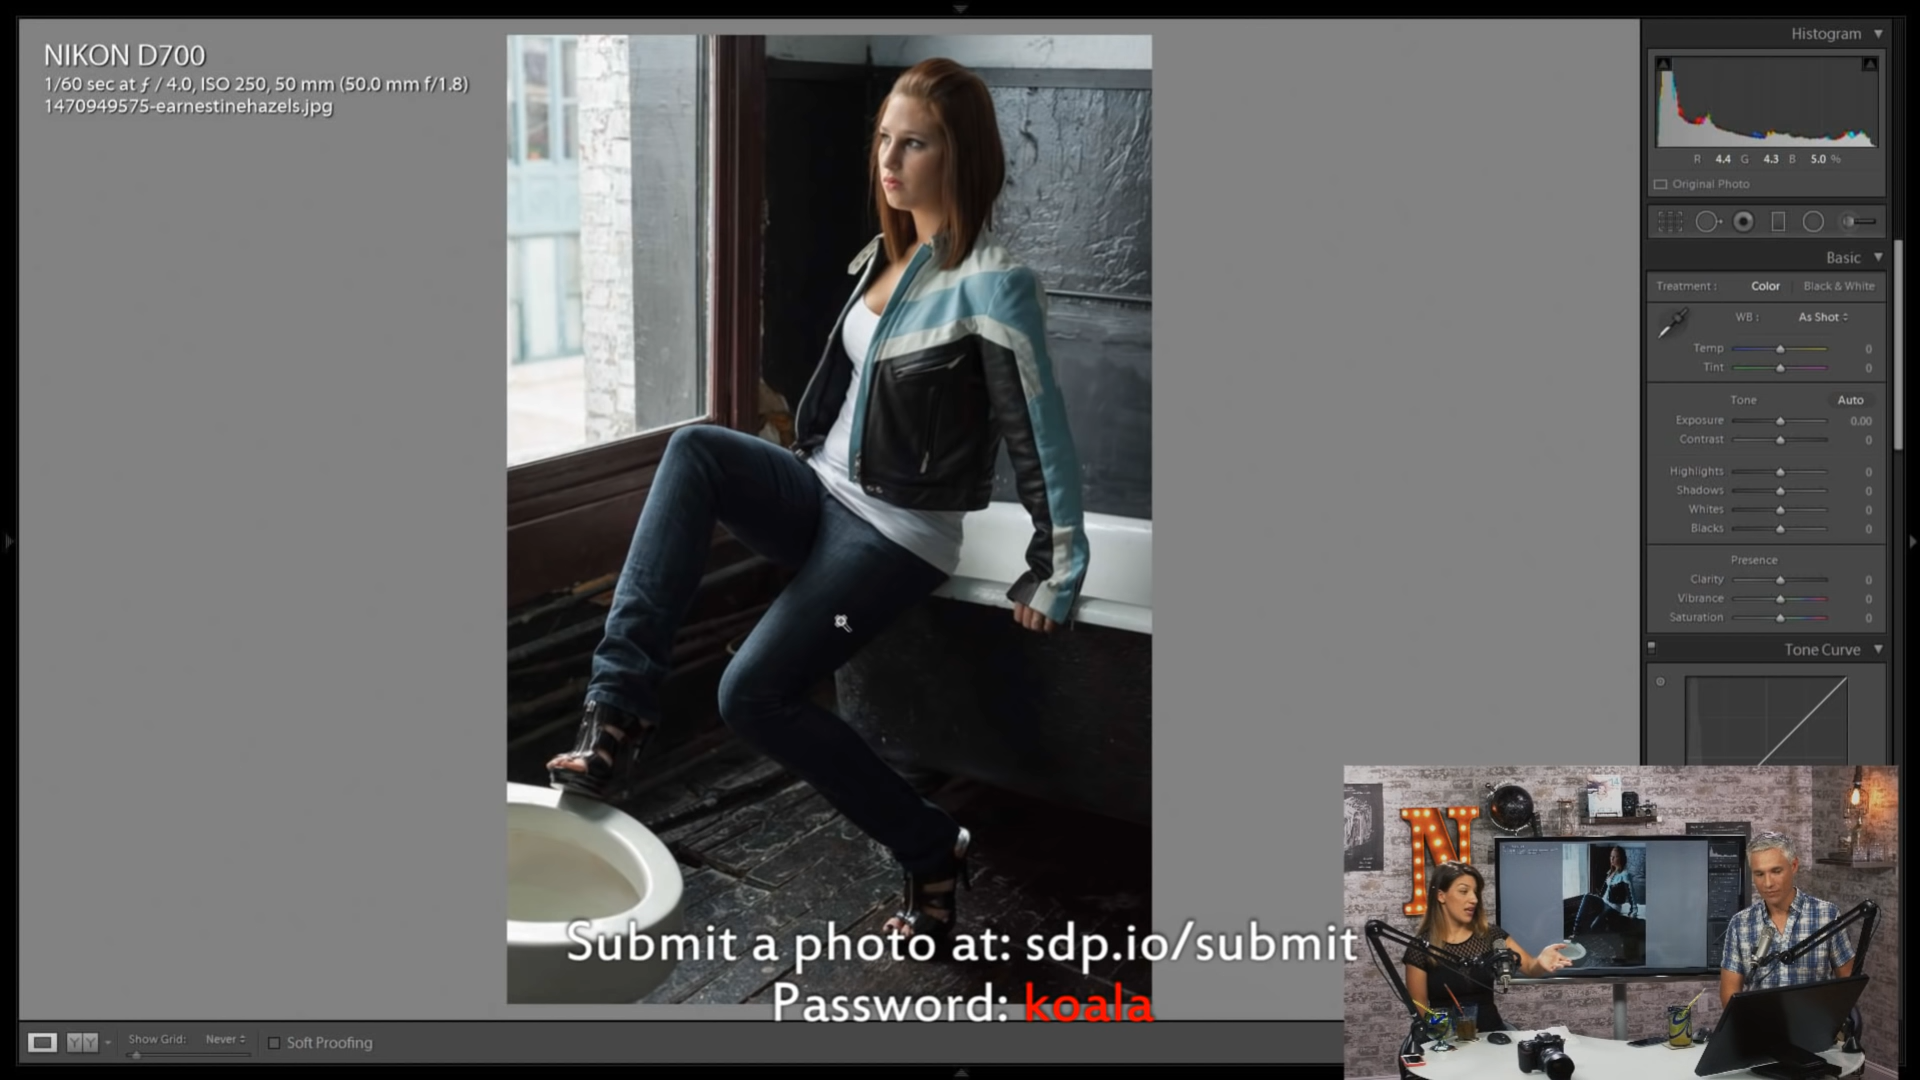 NIKON D700
1/60 sec at ƒ / 4.0, ISO 250, 50 mm (50.0 mm f/1.8)
1470949575-earnestinehazels.jpg
Histogram
R 4.4 G 4.3 B 5.0 %
Original Photo
Basic
Treatment : Color Black & White
WB : As Shot
Temp 0
Tint 0
Tone Auto
Exposure 0.00
Contrast 0
Highlights 0
Shadows 0
Whites 0
Blacks 0
Presence
Clarity 0
Vibrance 0
Saturation 0
Tone Curve
N
Submit a photo at: sdp.io/submit
Password: koala
Y Y
Show Grid: Never
Soft Proofing